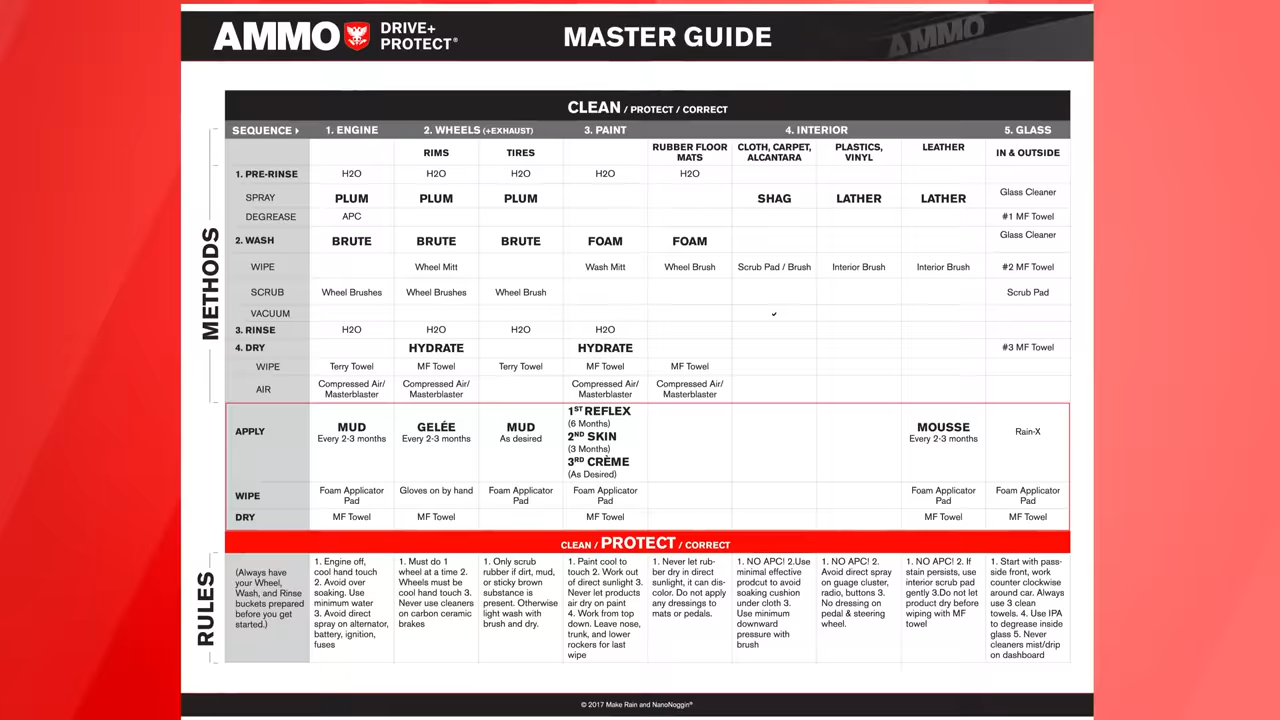 AMMO DRIVE+ PROTECT® MASTER GUIDE
AMMO
CLEAN / PROTECT / CORRECT
SEQUENCE 1. ENGINE 2. WHEELS (+EXHAUST) 3. PAINT 4. INTERIOR 5. GLASS
RIMS TIRES RUBBER FLOOR MATS CLOTH, CARPET, ALCANTARA PLASTICS, VINYL LEATHER IN & OUTSIDE
METHODS
1. PRE-RINSE H2O H2O H2O H2O H2O
SPRAY PLUM PLUM PLUM SHAG LATHER LATHER Glass Cleaner
DEGREASE APC #1 MF Towel
2. WASH BRUTE BRUTE BRUTE FOAM FOAM Glass Cleaner
WIPE Wheel Mitt Wash Mitt Wheel Brush Scrub Pad / Brush Interior Brush Interior Brush #2 MF Towel
SCRUB Wheel Brushes Wheel Brushes Wheel Brush Scrub Pad
VACUUM ✓
3. RINSE H2O H2O H2O H2O
4. DRY HYDRATE HYDRATE #3 MF Towel
WIPE Terry Towel MF Towel Terry Towel MF Towel MF Towel
AIR Compressed Air/ Masterblaster Compressed Air/ Masterblaster Compressed Air/ Masterblaster Compressed Air/ Masterblaster
APPLY
MUD
Every 2-3 months
GELÉE
Every 2-3 months
MUD
As desired
1ST REFLEX
(6 Months)
2ND SKIN
(3 Months)
3RD CRÈME
(As Desired)
MOUSSE
Every 2-3 months
Rain-X
WIPE Foam Applicator Pad Gloves on by hand Foam Applicator Pad Foam Applicator Pad Foam Applicator Pad Foam Applicator Pad
DRY MF Towel MF Towel MF Towel MF Towel MF Towel
CLEAN / PROTECT / CORRECT
RULES
(Always have
your Wheel,
Wash, and Rinse
buckets prepared
before you get
started.)
1. Engine off,
cool hand touch
2. Avoid over
soaking. Use
minimum water
3. Avoid direct
spray on alternator,
battery, ignition,
fuses
1. Must do 1
wheel at a time 2.
Wheels must be
cool hand touch 3.
Never use cleaners
on carbon ceramic
brakes
1. Only scrub
rubber if dirt, mud,
or sticky brown
substance is
present. Otherwise
light wash with
brush and dry.
1. Paint cool to
touch 2. Work out
of direct sunlight 3.
Never let products
air dry on paint
4. Work from top
down. Leave nose,
trunk, and lower
rockers for last
wipe
1. Never let rub-
ber dry in direct
sunlight, it can dis-
color. Do not apply
any dressings to
mats or pedals.
1. NO APC! 2.Use
minimal effective
prodcut to avoid
soaking cushion
under cloth 3.
Use minimum
downward
pressure with
brush
1. NO APC! 2.
Avoid direct spray
on guage cluster,
radio, buttons 3.
No dressing on
pedal & steering
wheel.
1. NO APC! 2. If
stain persists, use
interior scrub pad
gently 3.Do not let
product dry before
wiping with MF
towel
1. Start with pass-
side front, work
counter clockwise
around car. Always
use 3 clean
towels. 4. Use IPA
to degrease inside
glass 5. Never
cleaners mist/drip
on dashboard
© 2017 Make Rain and NanoNoggin®